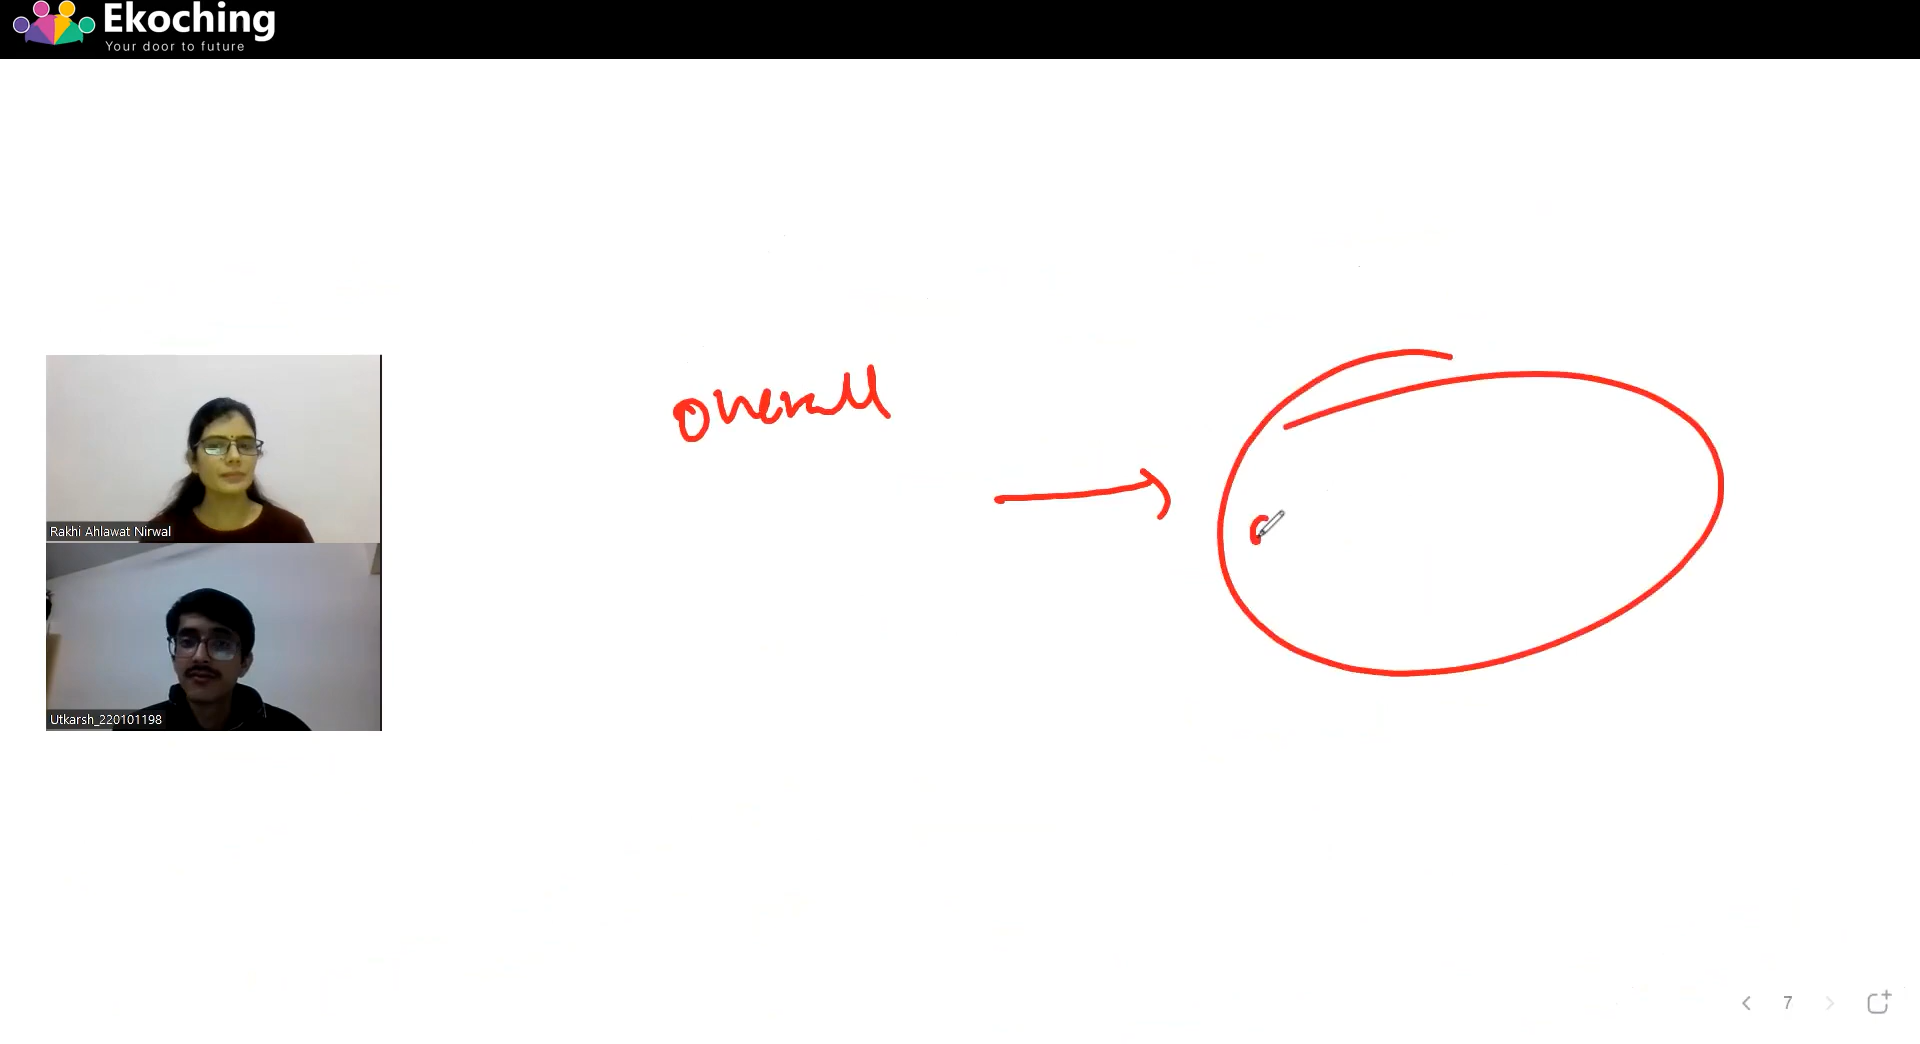 Ekoching
Your door to future
overall
Rakhi Ahlawat Nirwal
Utkarsh_220101198
7